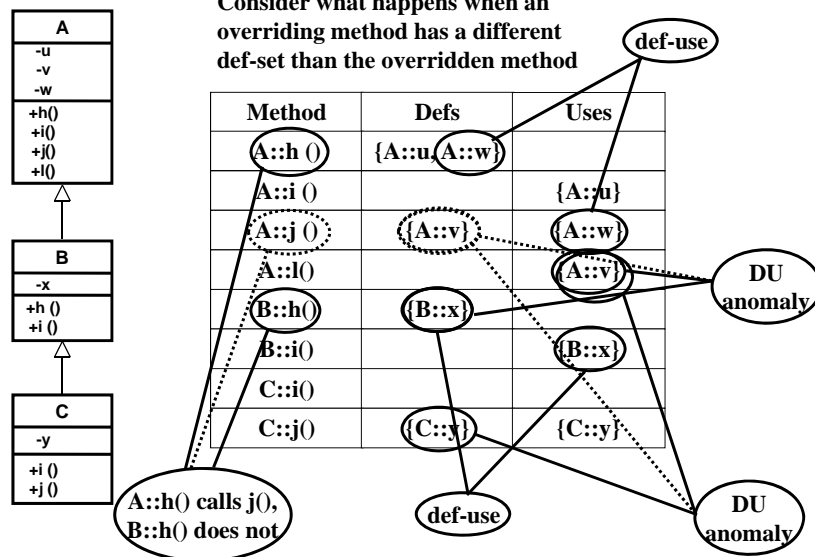 Consider what happens when an
overriding method has a different
def-set than the overridden method
A
-u
-v
-w
+h()
+i()
+j()
+l()
B
-x
+h ()
+i ()
C
-y
+i ()
+j ()
def-use
Method Defs Uses
A::h () {A::u, A::w}
A::i () {A::u}
A::j () {A::v} {A::w}
A::l() {A::v}
B::h() {B::x}
B::i() {B::x}
C::i()
C::j() {C::y} {C::y}
DU
anomaly
A::h() calls j(),
B::h() does not
def-use
DU
anomaly